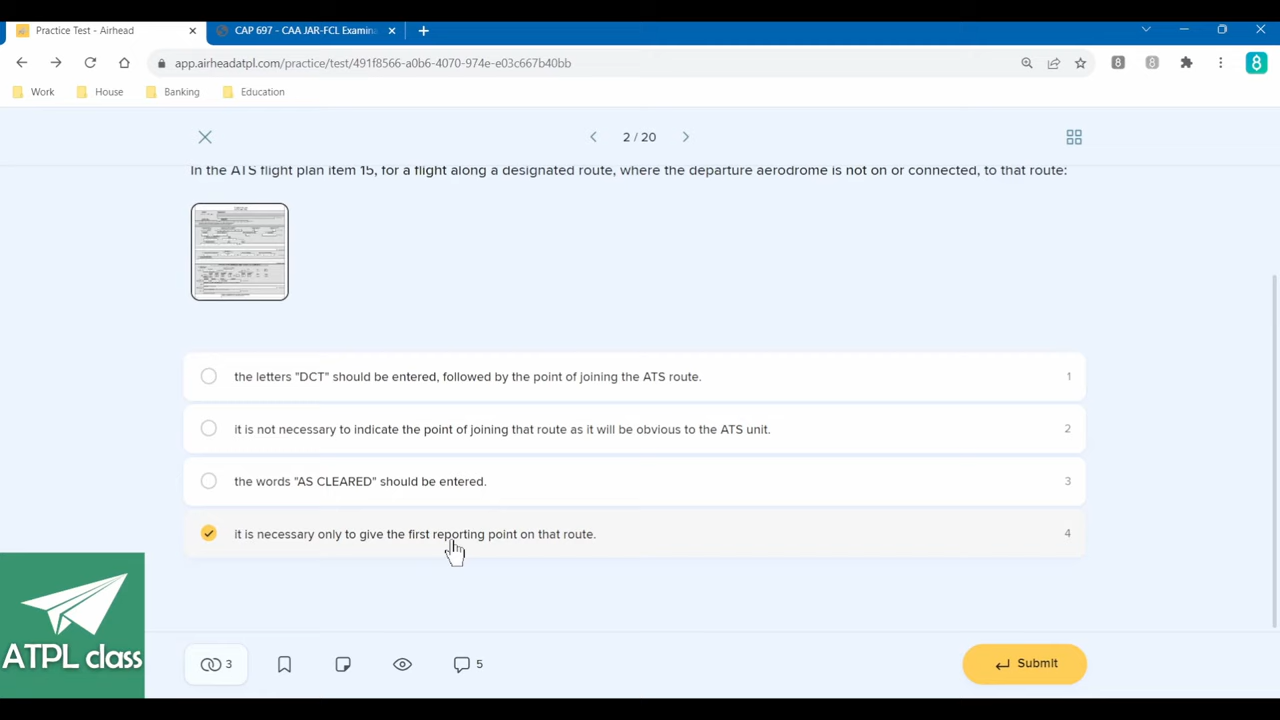 Practice Test - Airhead
CAP 697 - CAA JAR-FCL Examina
app.airheadatpl.com/practice/test/491f8566-a0b6-4070-974e-e03c667b40bb
8
8
8
Work
House
Banking
Education
2 / 20
In the ATS flight plan item 15, for a flight along a designated route, where the departure aerodrome is not on or connected, to that route:
the letters "DCT" should be entered, followed by the point of joining the ATS route.
1
it is not necessary to indicate the point of joining that route as it will be obvious to the ATS unit.
2
the words "AS CLEARED" should be entered.
3
it is necessary only to give the first reporting point on that route.
4
ATPL class
3
5
Submit